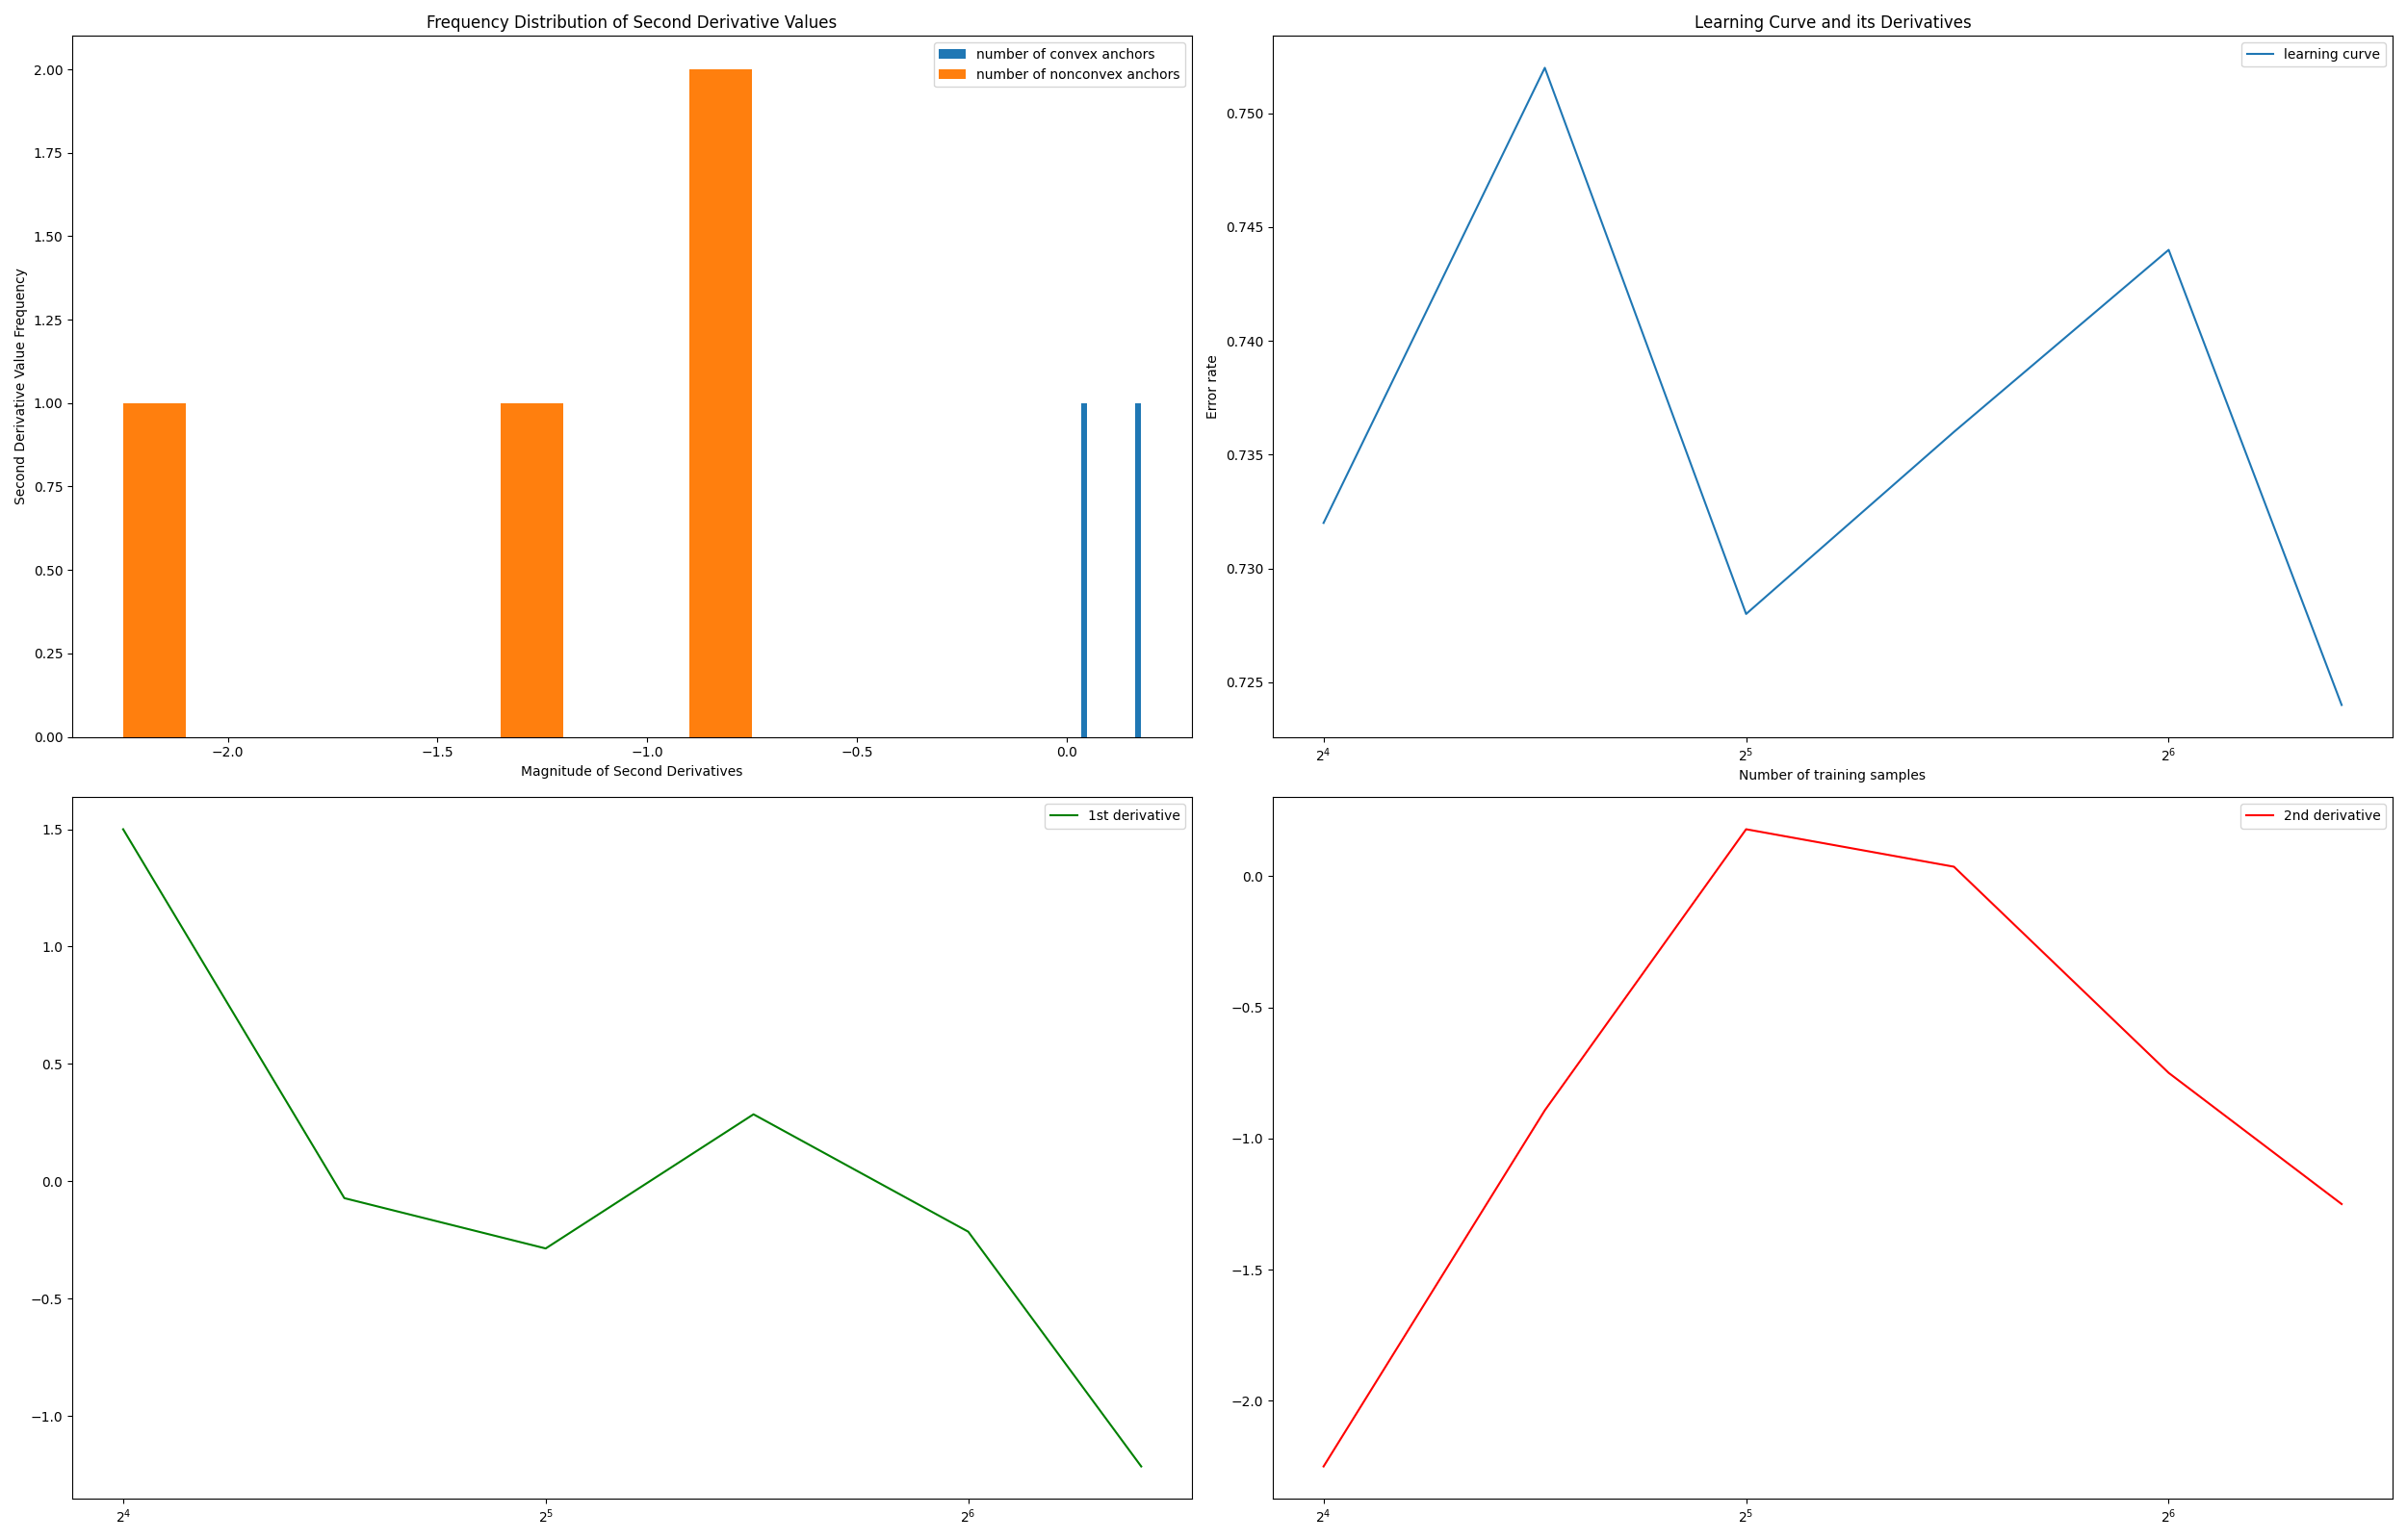 Frequency Distribution of Second Derivative Values
number of convex anchors
number of nonconvex anchors
2.00
1.75
1.50
1.25
1.00
0.75
0.50
0.25
0.00
Second Derivative Value Frequency
−2.0 −1.5 −1.0 −0.5 0.0
Magnitude of Second Derivatives
Learning Curve and its Derivatives
learning curve
0.750
0.745
0.740
0.735
0.730
0.725
Error rate
2⁴ 2⁵ 2⁶
Number of training samples
1st derivative
1.5
1.0
0.5
0.0
−0.5
−1.0
2⁴ 2⁵ 2⁶
2nd derivative
0.0
−0.5
−1.0
−1.5
−2.0
2⁴ 2⁵ 2⁶